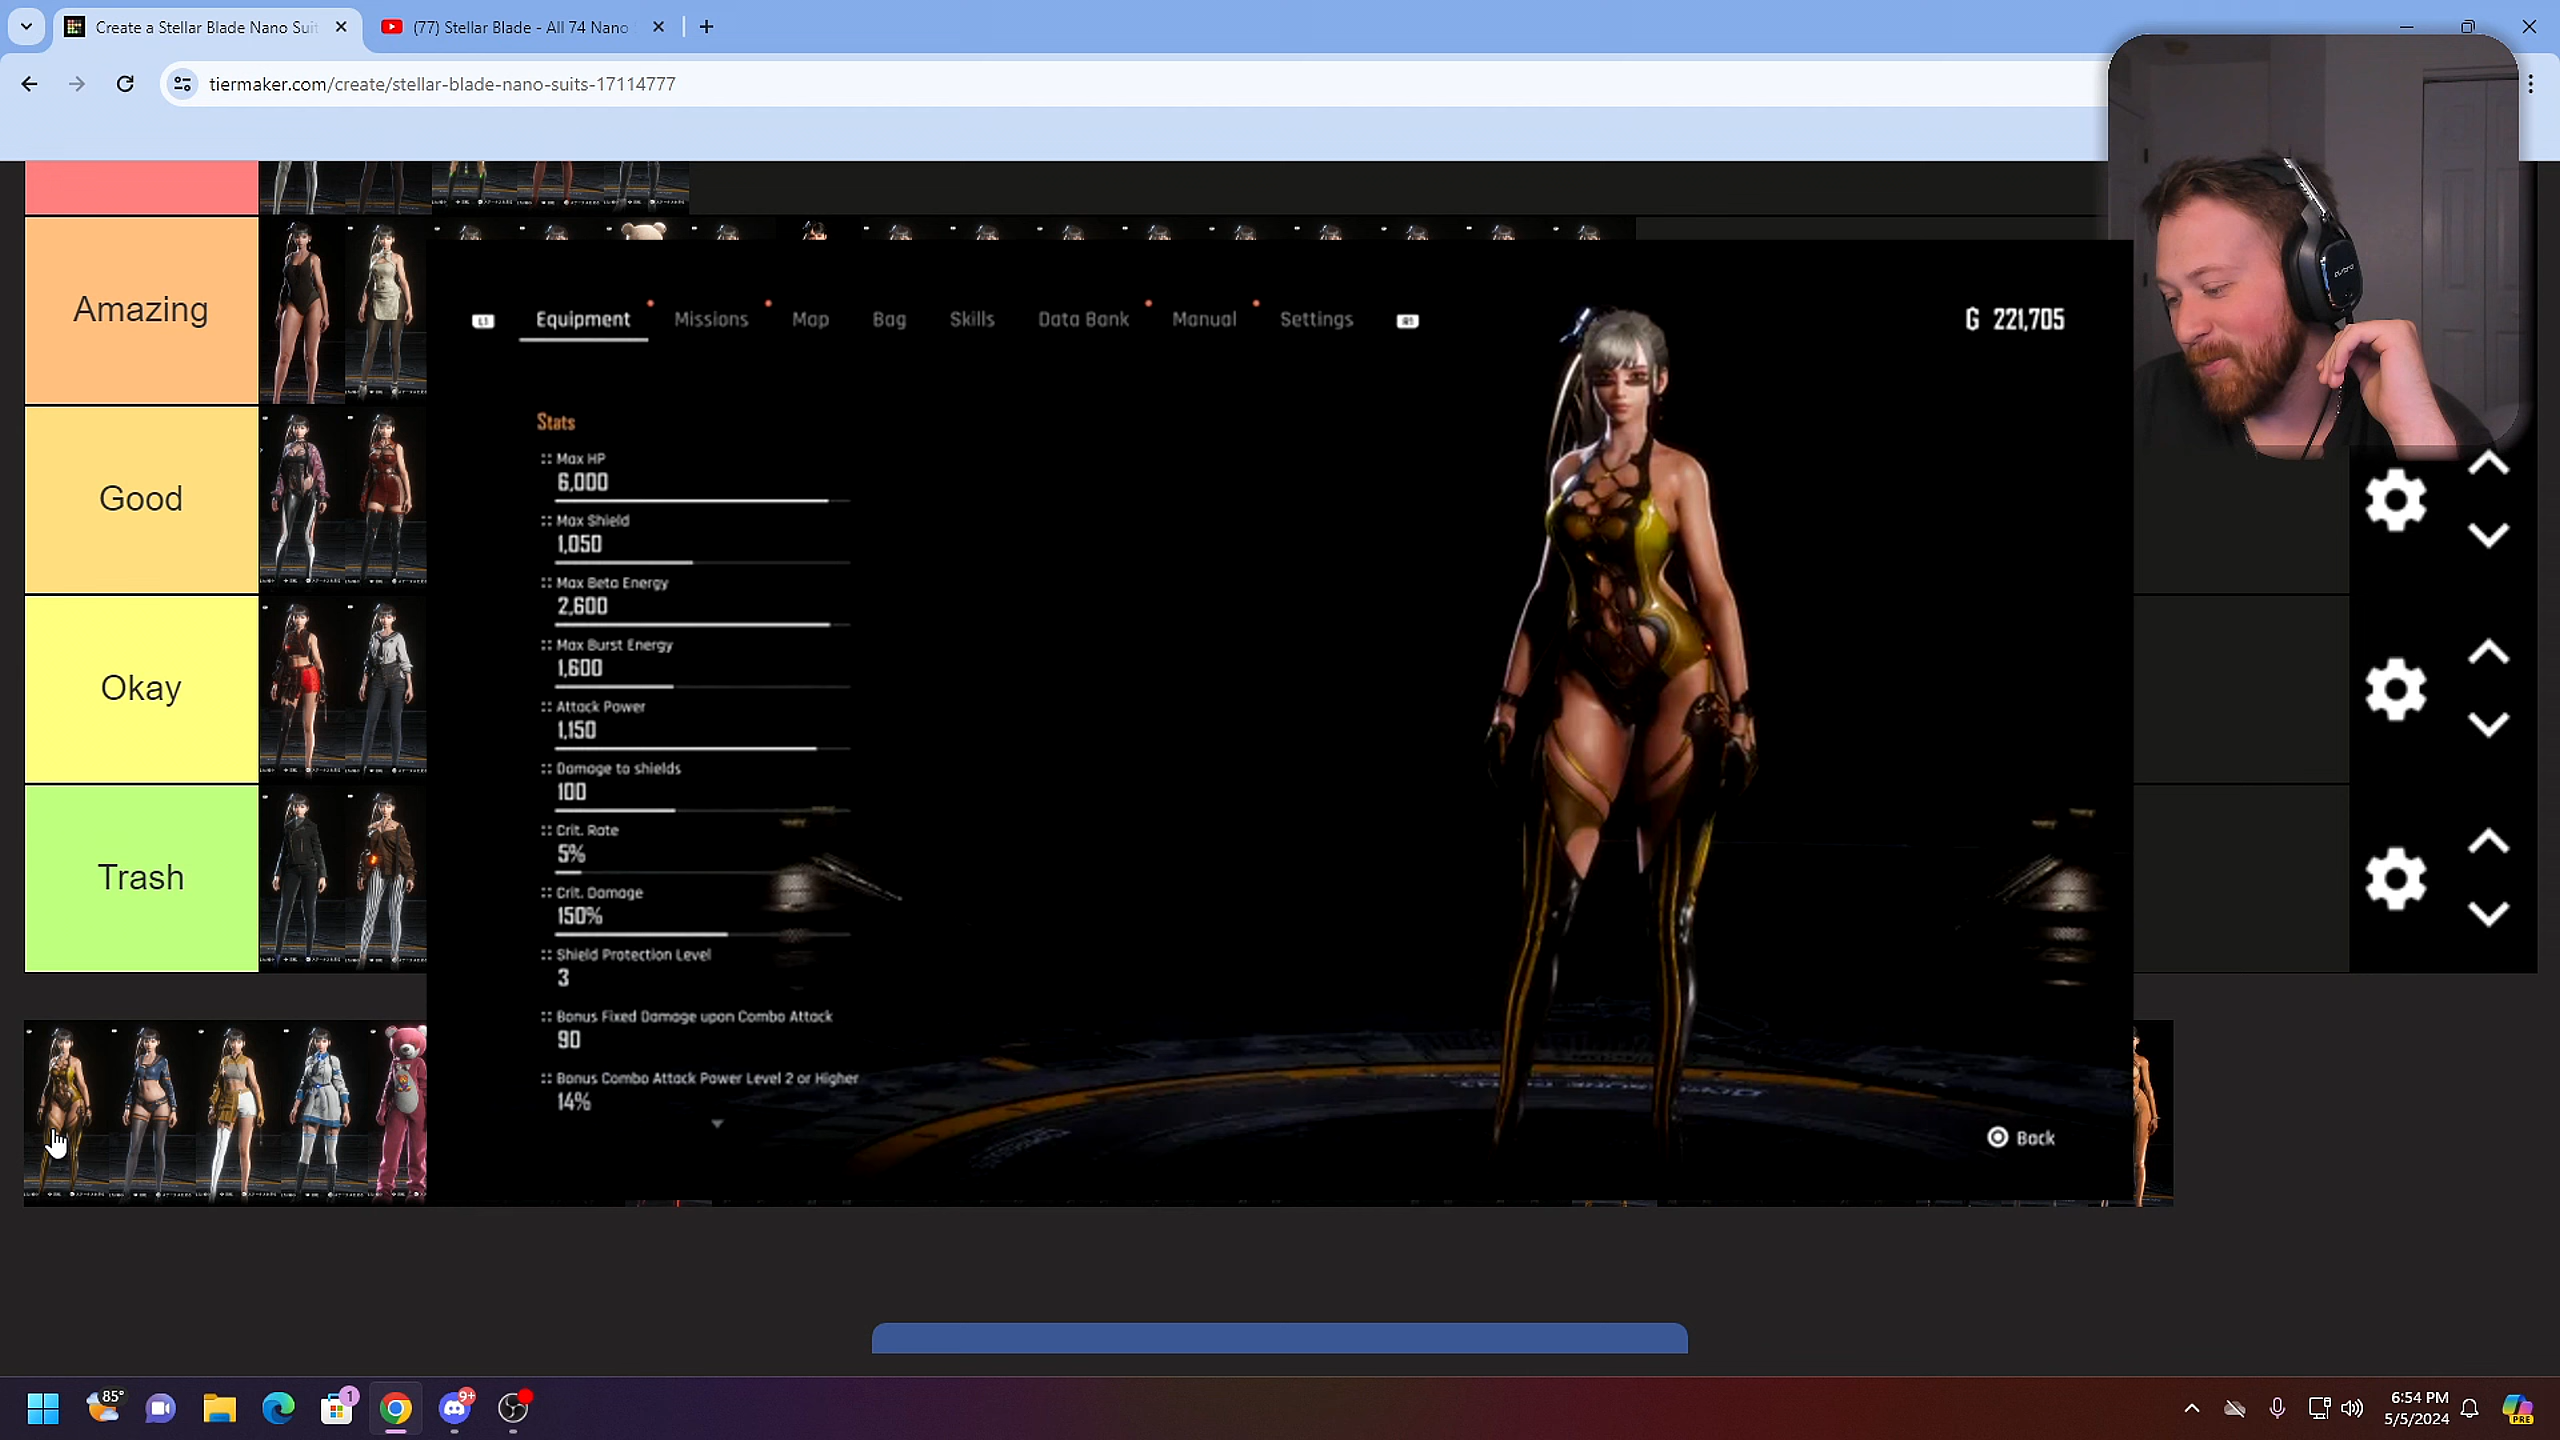 Create a Stellar Blade Nano Suit
(77) Stellar Blade - All 74 Nano
tiermaker.com/create/stellar-blade-nano-suits-17114777
Amazing
Good
Okay
Trash
L1 Equipment Missions Map Bag Skills Data Bank Manual Settings R1
G 221,705
Stats
Max HP
6,000
Max Shield
1,050
Max Beta Energy
2,600
Max Burst Energy
1,600
Attack Power
1,150
Damage to shields
100
Crit. Rate
5%
Crit. Damage
150%
Shield Protection Level
3
Bonus Fixed Damage upon Combo Attack
90
Bonus Combo Attack Power Level 2 or Higher
14%
Back
85°
1
9+
6:54 PM
5/5/2024
PRE